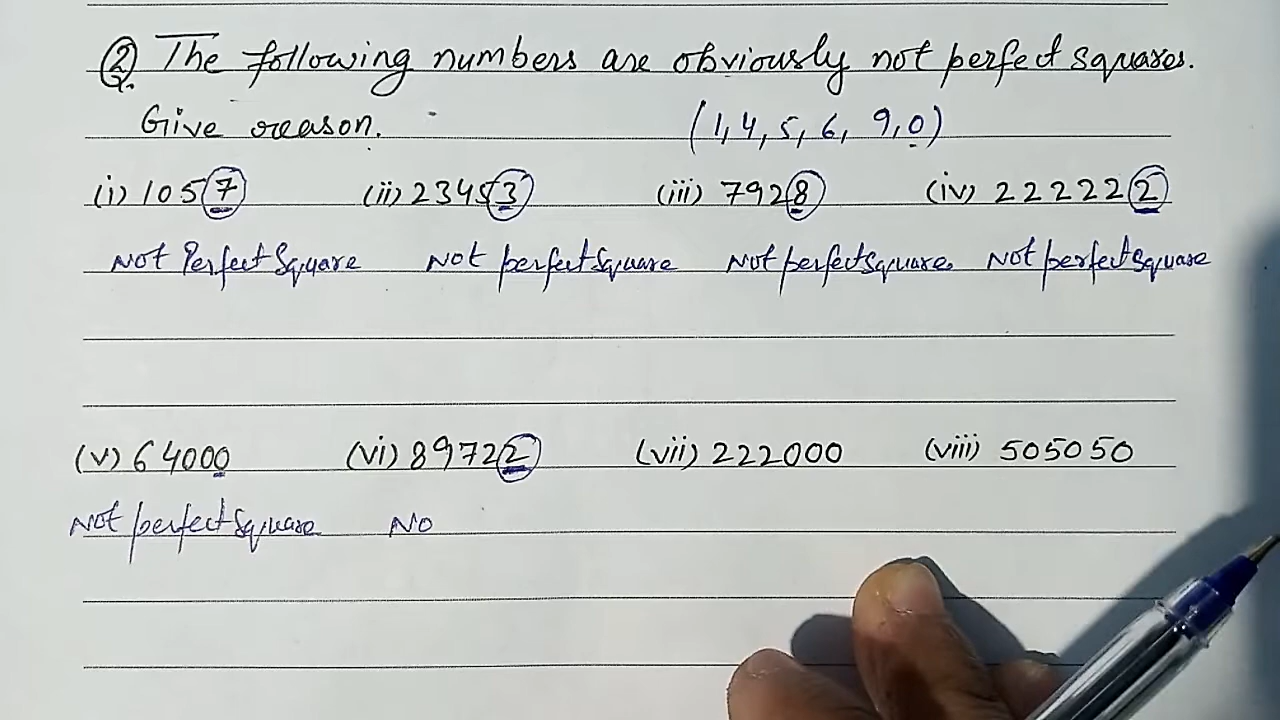 Q. The following numbers are obviously not perfect squares.
Give reason. (1, 4, 5, 6, 9, 0)
(i) 1057 (ii) 23453 (iii) 7928 (iv) 222222
Not Perfect Square Not perfect square Not perfect square Not perfect square
(v) 64000 (vi) 89722 (vii) 222000 (viii) 505050
Not perfect square No